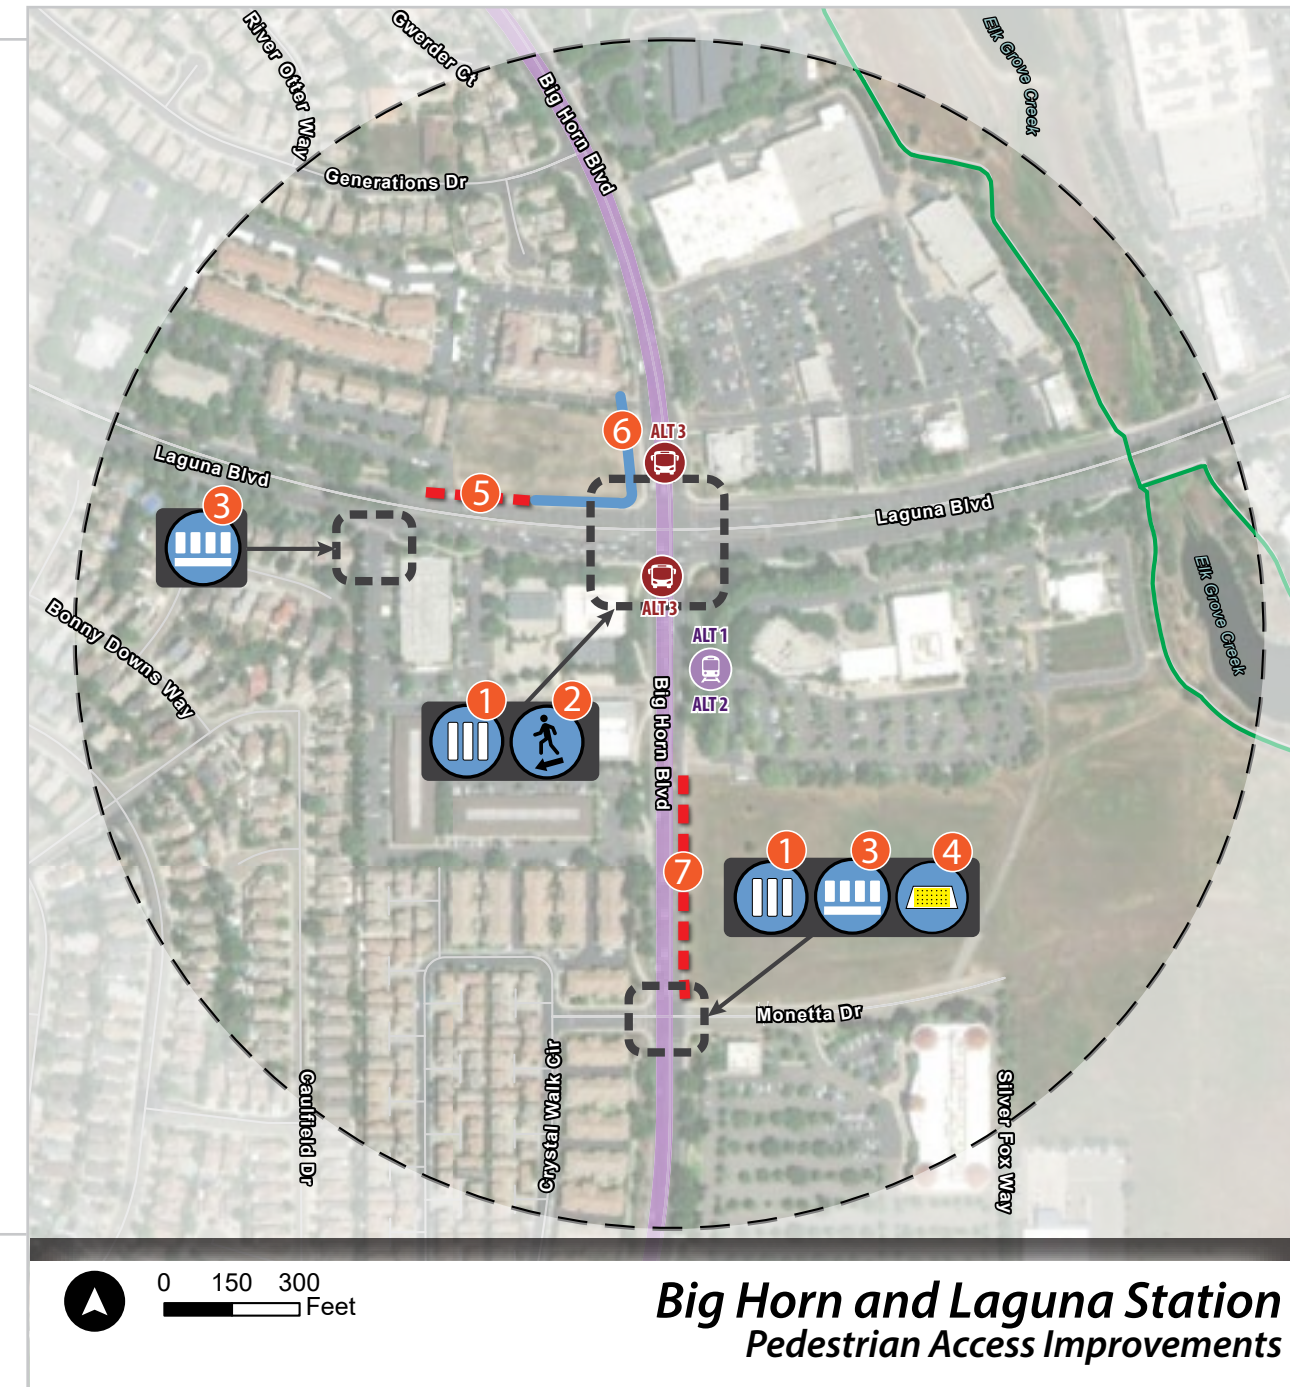 River Otter Way
Gwerder Ct
Big Horn Blvd
Elk Grove Creek
Generations Dr
6
ALT 3
Laguna Blvd
5
3
Laguna Blvd
ALT 3
Elk Grove Creek
Bonny Downs Way
ALT 1
ALT 2
1
2
Big Horn Blvd
7
1
3
4
Monetta Dr
Caulfield Dr
Crystal Walk Cir
Silver Fox Way
0 150 300
Feet
Big Horn and Laguna Station
Pedestrian Access Improvements